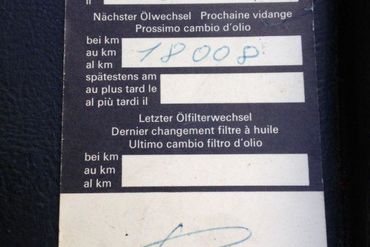 il
Nächster Ölwechsel Prochaine vidange
Prossimo cambio d'olio
bei km
au km
al km
18008
spätestens am
au plus tard le
al più tardi il
Letzter Ölfilterwechsel
Dernier changement filtre à huile
Ultimo cambio filtro d'olio
bei km
au km
al km